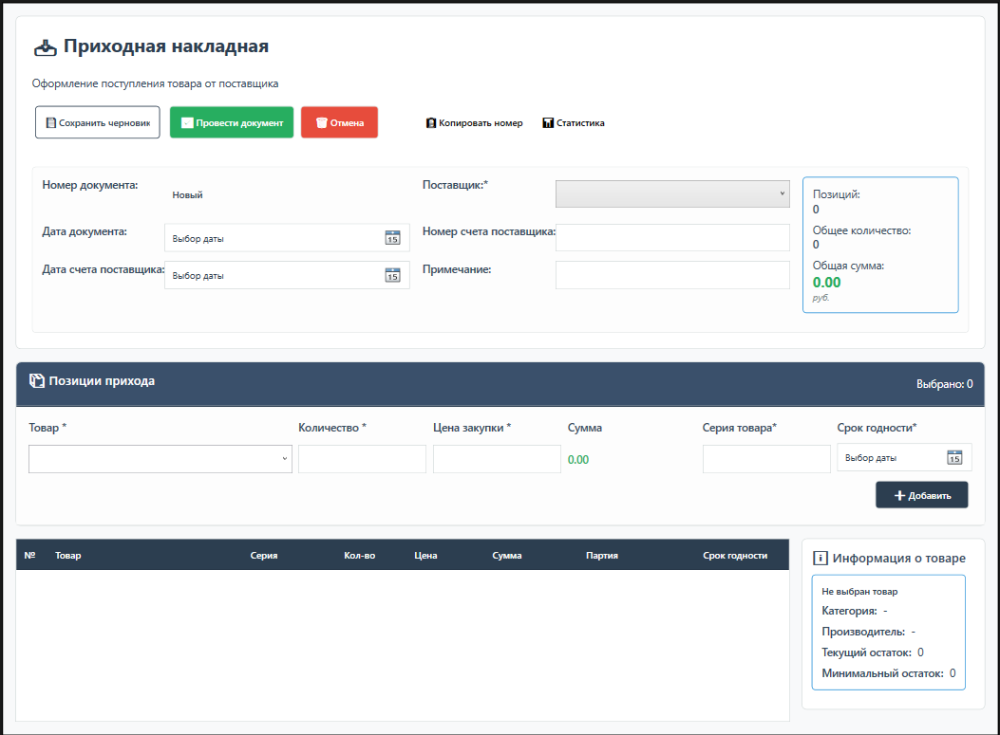 Приходная накладная
Оформление поступления товара от поставщика
Сохранить черновик Провести документ Отмена Копировать номер Статистика
Номер документа: Новый Поставщик:*
Дата документа: Выбор даты 15 Номер счета поставщика:
Дата счета поставщика: Выбор даты 15 Примечание:
Позиций:
0
Общее количество:
0
Общая сумма:
0.00
руб.
Позиции прихода Выбрано: 0
Товар * Количество * Цена закупки * Сумма Серия товара* Срок годности*
0.00 Выбор даты 15
Добавить
№ Товар Серия Кол-во Цена Сумма Партия Срок годности
Информация о товаре
Не выбран товар
Категория: -
Производитель: -
Текущий остаток: 0
Минимальный остаток: 0